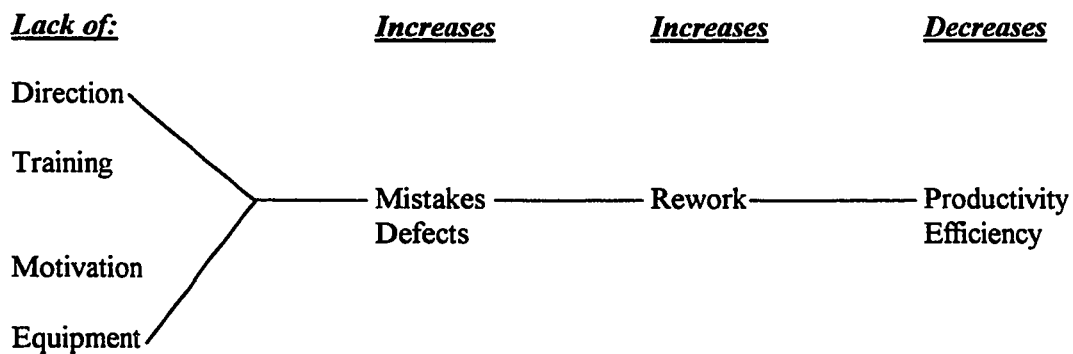 Lack of: Increases Increases Decreases
Direction
Training
Mistakes Rework Productivity
Defects Efficiency
Motivation
Equipment